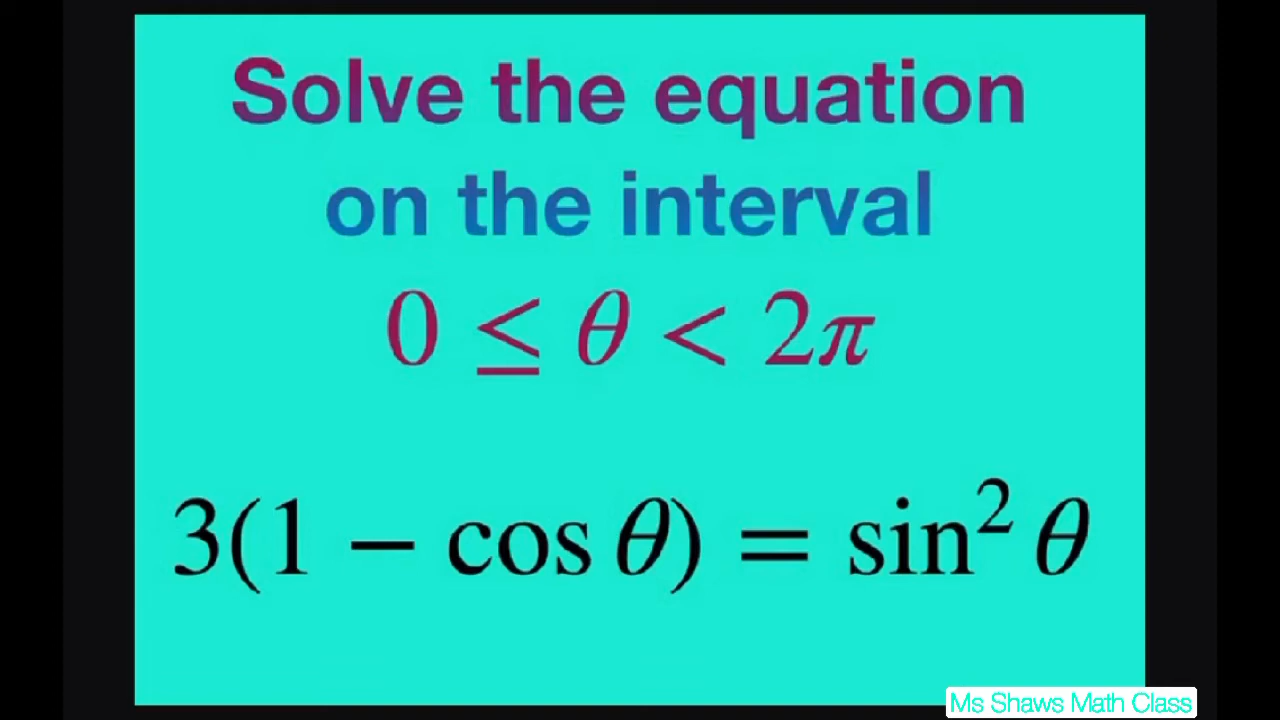 Solve the equation
on the interval
0 ≤ θ < 2π
3(1 − cos θ) = sin² θ
Ms Shaws Math Class